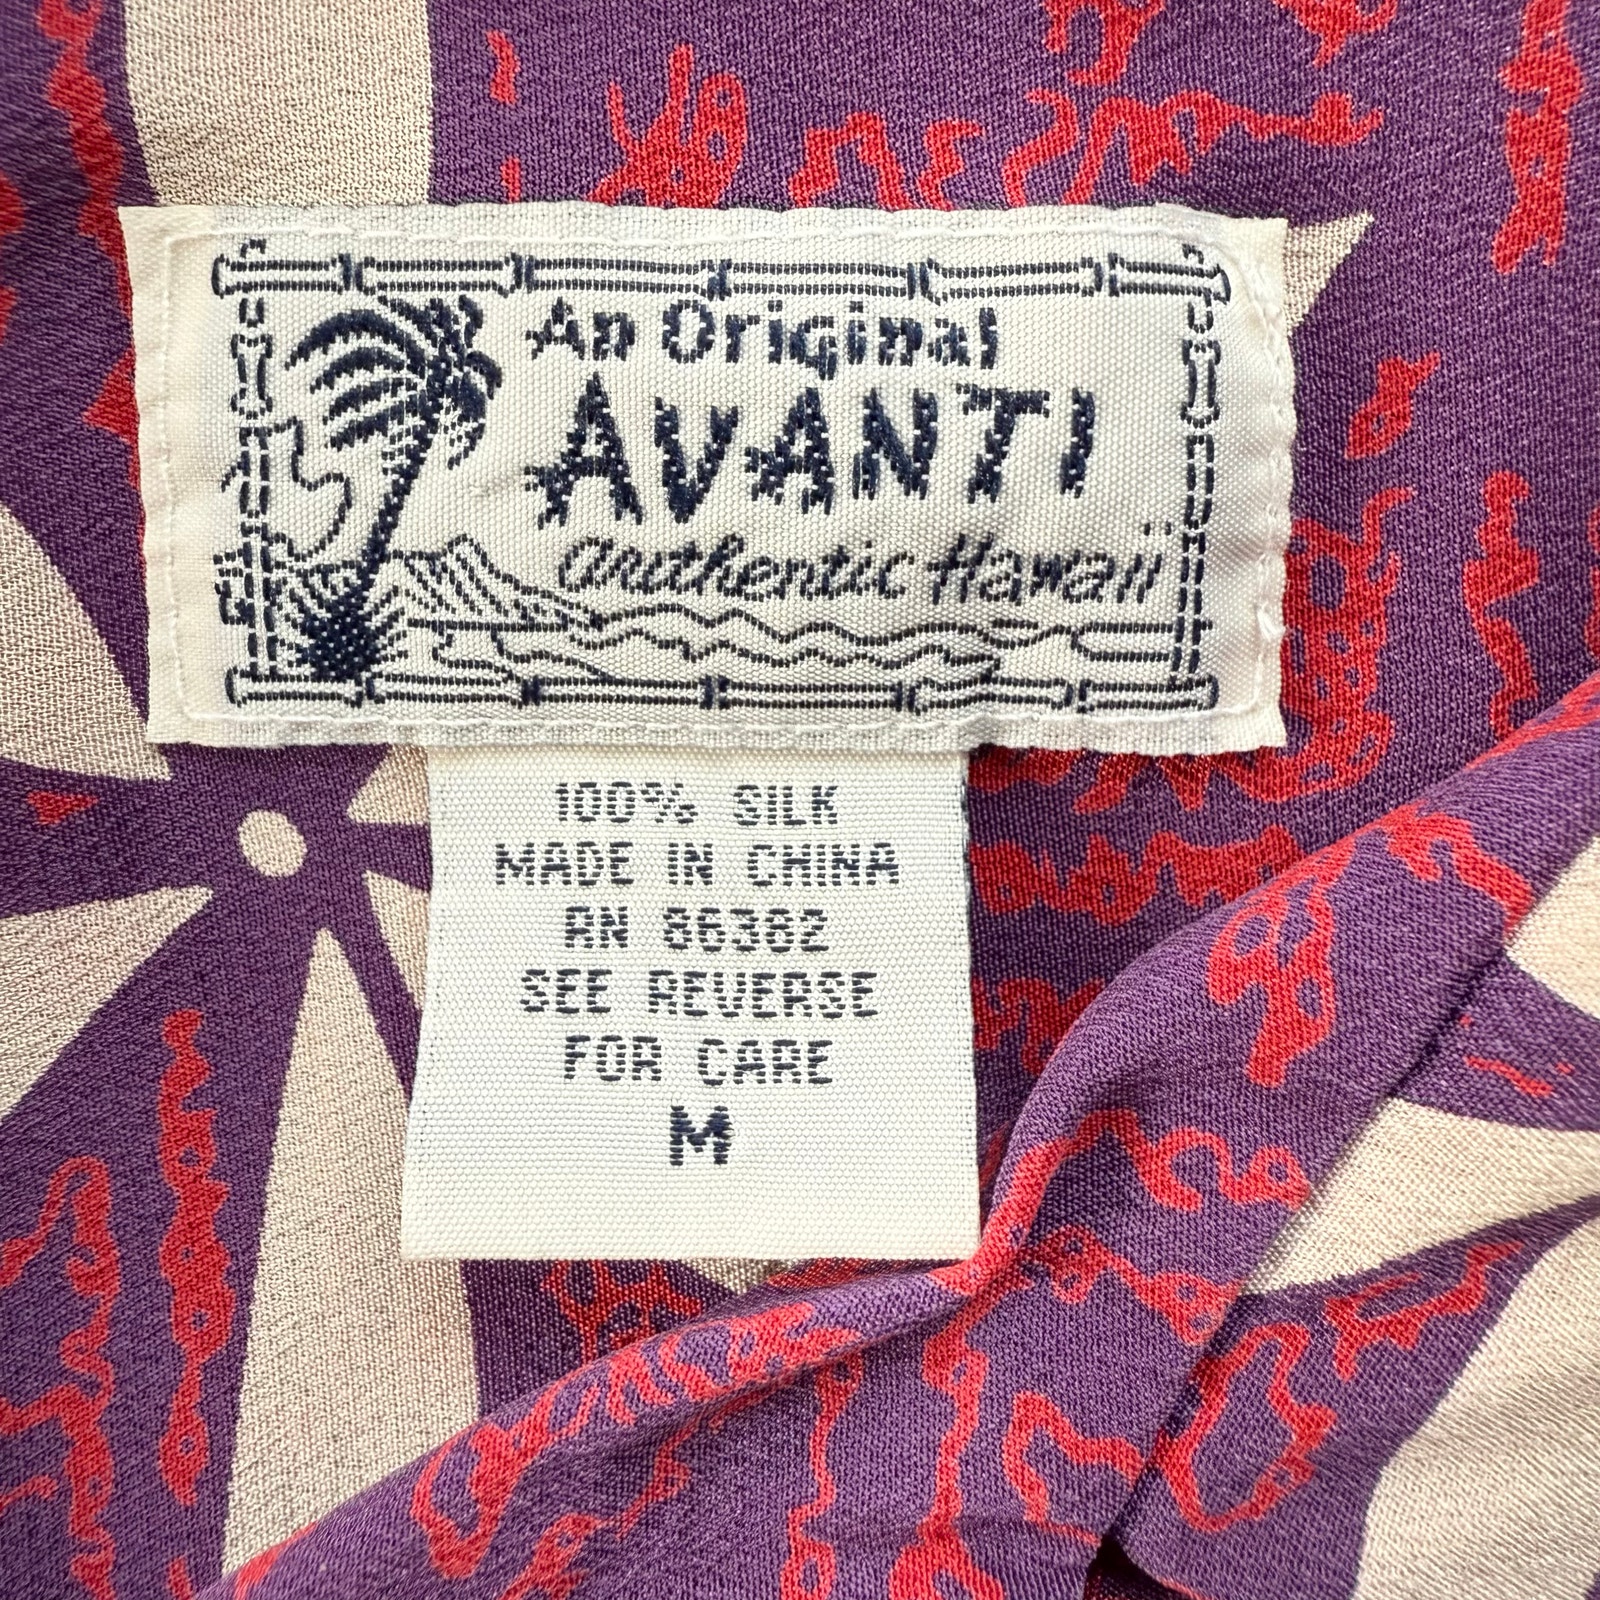 An Original
AVANTI
authentic Hawaii
100% SILK
MADE IN CHINA
RN 86382
SEE REVERSE
FOR CARE
M